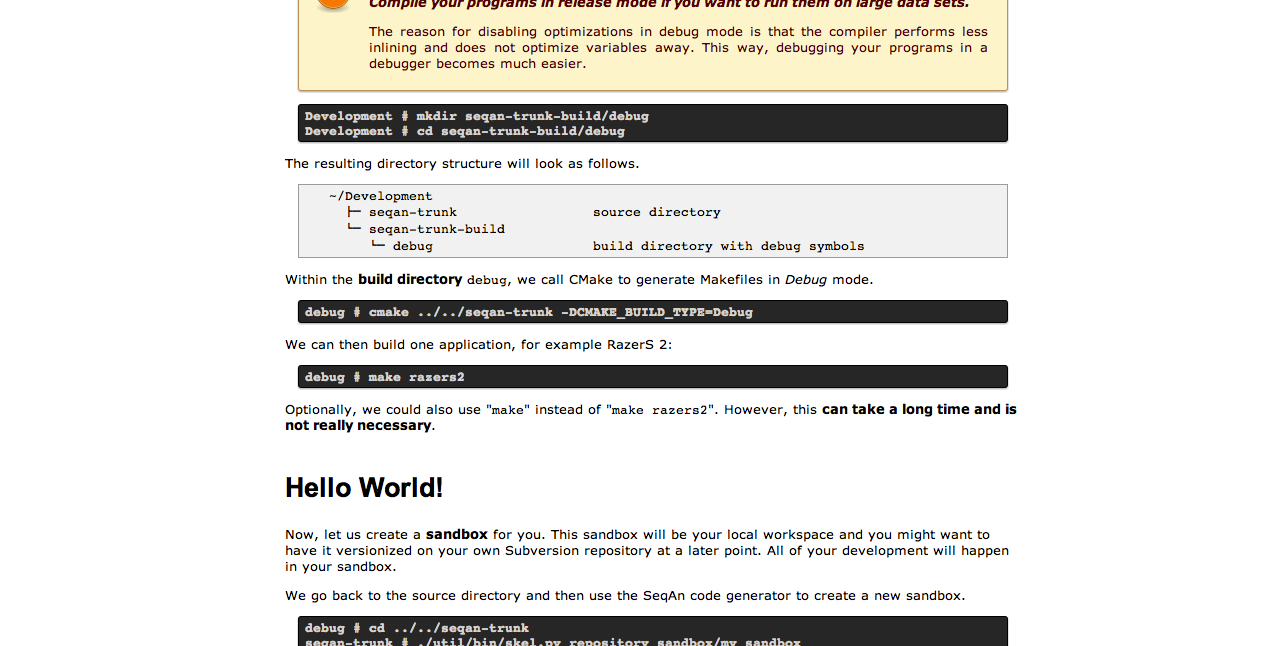 Compile your programs in release mode if you want to run them on large data sets.
The reason for disabling optimizations in debug mode is that the compiler performs less
inlining and does not optimize variables away. This way, debugging your programs in a
debugger becomes much easier.
Development # mkdir seqan-trunk-build/debug
Development # cd seqan-trunk-build/debug
The resulting directory structure will look as follows.
~/Development
├─ seqan-trunk source directory
└─ seqan-trunk-build
└─ debug build directory with debug symbols
Within the build directory debug, we call CMake to generate Makefiles in Debug mode.
debug # cmake ../../seqan-trunk -DCMAKE_BUILD_TYPE=Debug
We can then build one application, for example RazerS 2:
debug # make razers2
Optionally, we could also use "make" instead of "make razers2". However, this can take a long time and is
not really necessary.
Hello World!
Now, let us create a sandbox for you. This sandbox will be your local workspace and you might want to
have it versionized on your own Subversion repository at a later point. All of your development will happen
in your sandbox.
We go back to the source directory and then use the SeqAn code generator to create a new sandbox.
debug # cd ../../seqan-trunk
seqan-trunk # ./util/bin/skel.py repository sandbox/my_sandbox